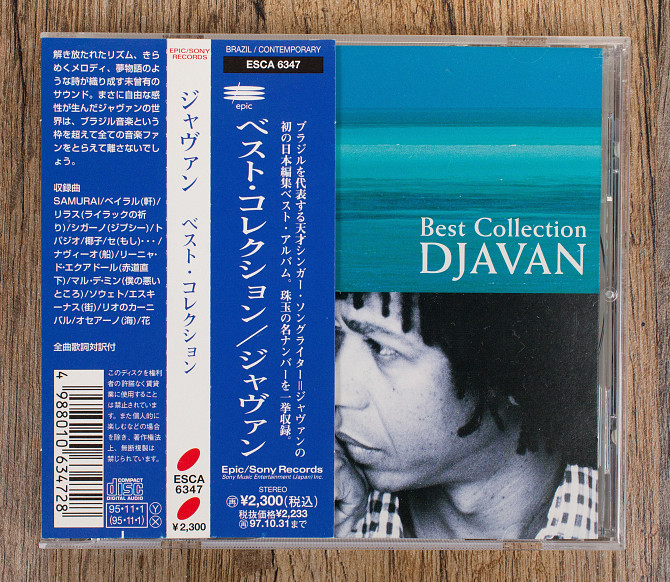 解き放たれたリズム、きら
めくメロディ、夢物語のよ
うな詩が織り成す未曾有の
サウンド。まさに自由な感
性が生んだジャヴァンの世
界は、ブラジル音楽という
枠を超えて全ての音楽ファ
ンをとらえて離さないでし
ょう。
収録曲
SAMURAI/ベイラル(軒)/
リラス(ライラックの祈
り)/シガーノ(ジプシー)/ト
パジオ/椰子/セ(もし)・・・/
ナヴィーオ(船)/リーニャ・
ド・エクアドール(赤道直
下)/マル・デ・ミン(僕の悪い
ところ)/ソウェト/エスキ
ーナス(街)/リオのカーニ
バル/オセアーノ(海)/花
全曲歌詞対訳付
このディスクを権利
者の許諾なく賃貸
業に使用すること
は禁止されていま
す。また個人的に
楽しむなどの場合
を除き、著作権法
上、無断複製は
禁じられています。
4988010634728
COMPACT
disc
DIGITAL AUDIO
95・11・1
(95・11・1)
Y
X
EPIC/SONY
RECORDS
ジャヴァン ベスト・コレクション
ESCA
6347
¥2,300
BRAZIL / CONTEMPORARY
ESCA 6347
epic
ブラジルを代表する天才シンガー・ソングライター=ジャヴァンの
初の日本編集ベスト・アルバム。珠玉の名ナンバーを一挙収録。
ベスト・コレクション/ジャヴァン
Epic/Sony Records
Sony Music Entertainment (Japan) Inc.
STEREO
再¥2,300(税込)
税抜価格¥2,233
再97.10.31まで
Best Collection
DJAVAN